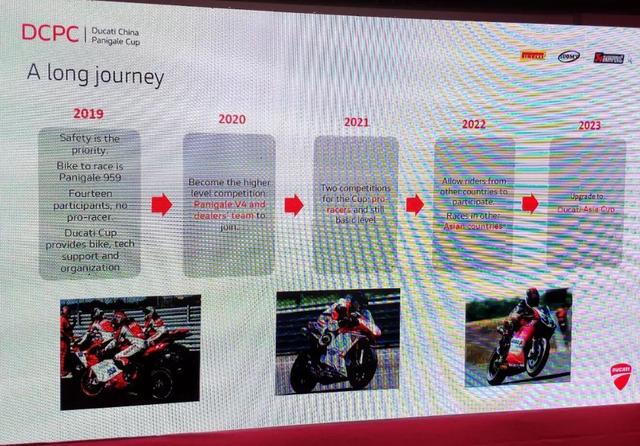 DCPC
Ducati China
Panigale Cup
A long journey
PIRELLI
2019
2020
2021
2022
2023
Safety is the
priority.
Bike to race is
Panigale 959
Fourteen
participants, no
pro-racer.
Ducati Cup
provides bike, tech
support and
organization
Become the higher
level competition.
Panigale V4 and
dealers' team to
join.
Two competitions
for the Cup: pro-
racers and still
basic level
Allow riders from
other countries to
participate.
Races in other
Asian countries
Upgrade to
Ducati Asia Cup
DUCATI